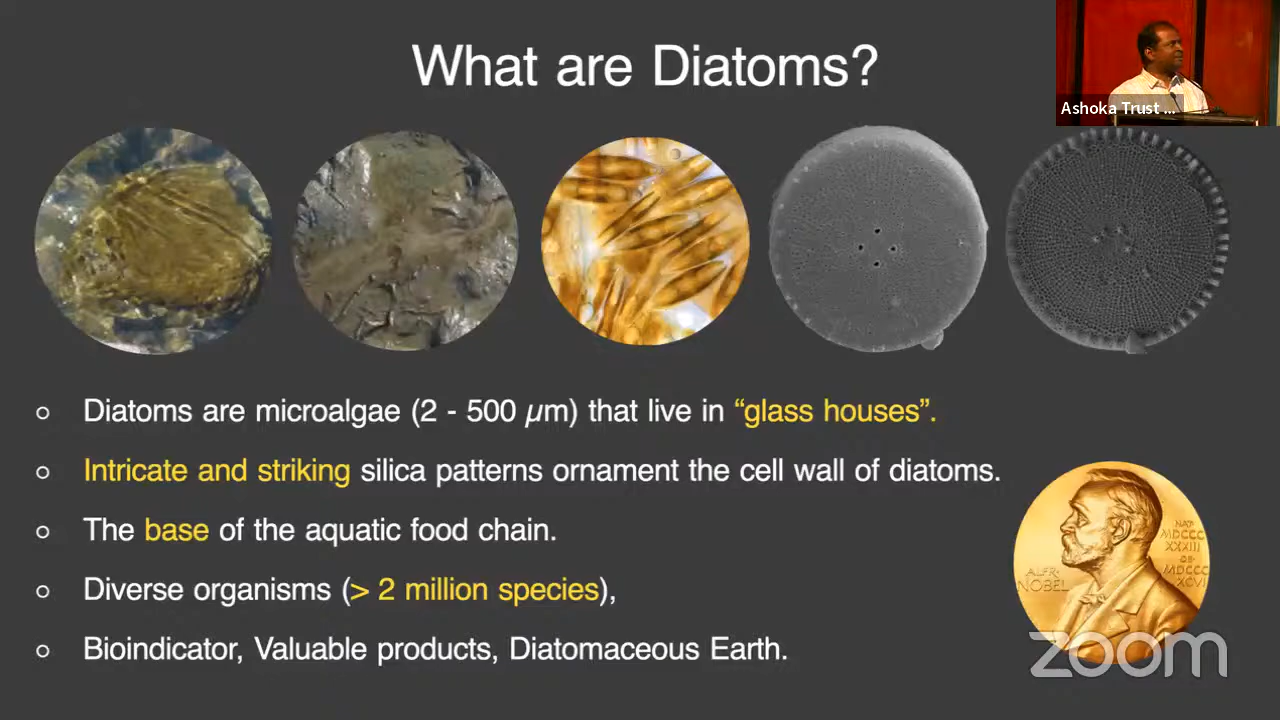 What are Diatoms?
Ashoka Trust ...
Diatoms are microalgae (2 - 500 µm) that live in “glass houses”.
Intricate and striking silica patterns ornament the cell wall of diatoms.
The base of the aquatic food chain.
Diverse organisms (> 2 million species),
Bioindicator, Valuable products, Diatomaceous Earth.
NAT
MDCCC
XXXIII
OB
MDCCC
XCVI
ALFR
NOBEL
zoom